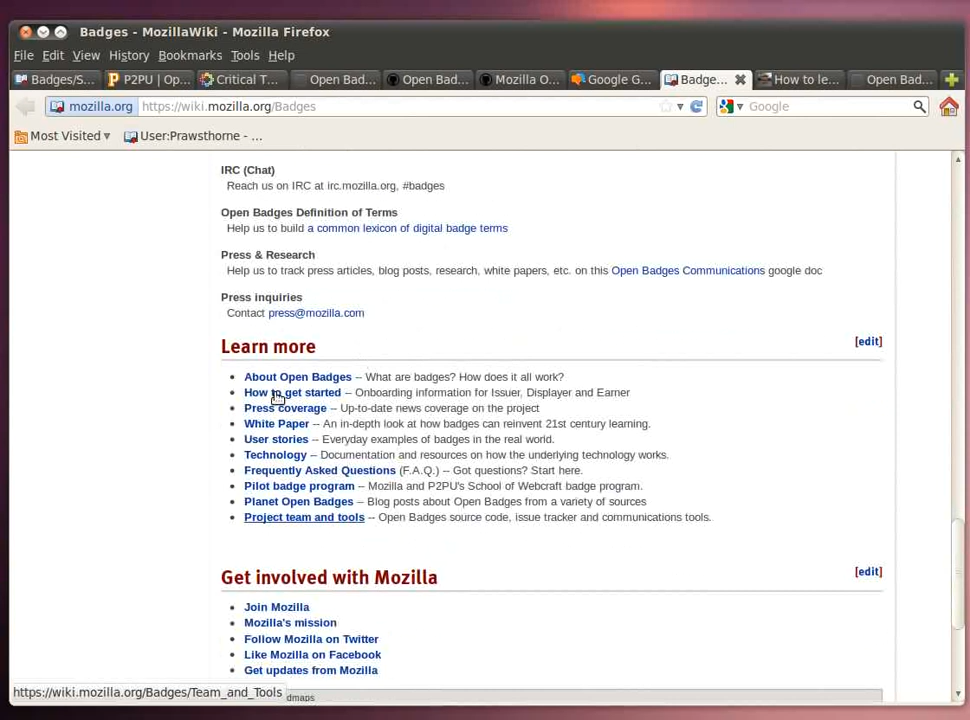 Badges - MozillaWiki - Mozilla Firefox
File Edit View History Bookmarks Tools Help
Badges/S... P2PU | Op... Critical T... Open Bad... Open Bad... Mozilla O... Google G... Badge... How to le... Open Bad...
mozilla.org https://wiki.mozilla.org/Badges Google
Most Visited User:Prawsthorne - ...
IRC (Chat)
Reach us on IRC at irc.mozilla.org, #badges
Open Badges Definition of Terms
Help us to build a common lexicon of digital badge terms
Press & Research
Help us to track press articles, blog posts, research, white papers, etc. on this Open Badges Communications google doc
Press inquiries
Contact press@mozilla.com
Learn more [edit]
About Open Badges -- What are badges? How does it all work?
How to get started -- Onboarding information for Issuer, Displayer and Earner
Press coverage -- Up-to-date news coverage on the project
White Paper -- An in-depth look at how badges can reinvent 21st century learning.
User stories -- Everyday examples of badges in the real world.
Technology -- Documentation and resources on how the underlying technology works.
Frequently Asked Questions (F.A.Q.) -- Got questions? Start here.
Pilot badge program -- Mozilla and P2PU's School of Webcraft badge program.
Planet Open Badges -- Blog posts about Open Badges from a variety of sources
Project team and tools -- Open Badges source code, issue tracker and communications tools.
Get involved with Mozilla [edit]
Join Mozilla
Mozilla's mission
Follow Mozilla on Twitter
Like Mozilla on Facebook
Get updates from Mozilla
https://wiki.mozilla.org/Badges/Team_and_Tools dmaps